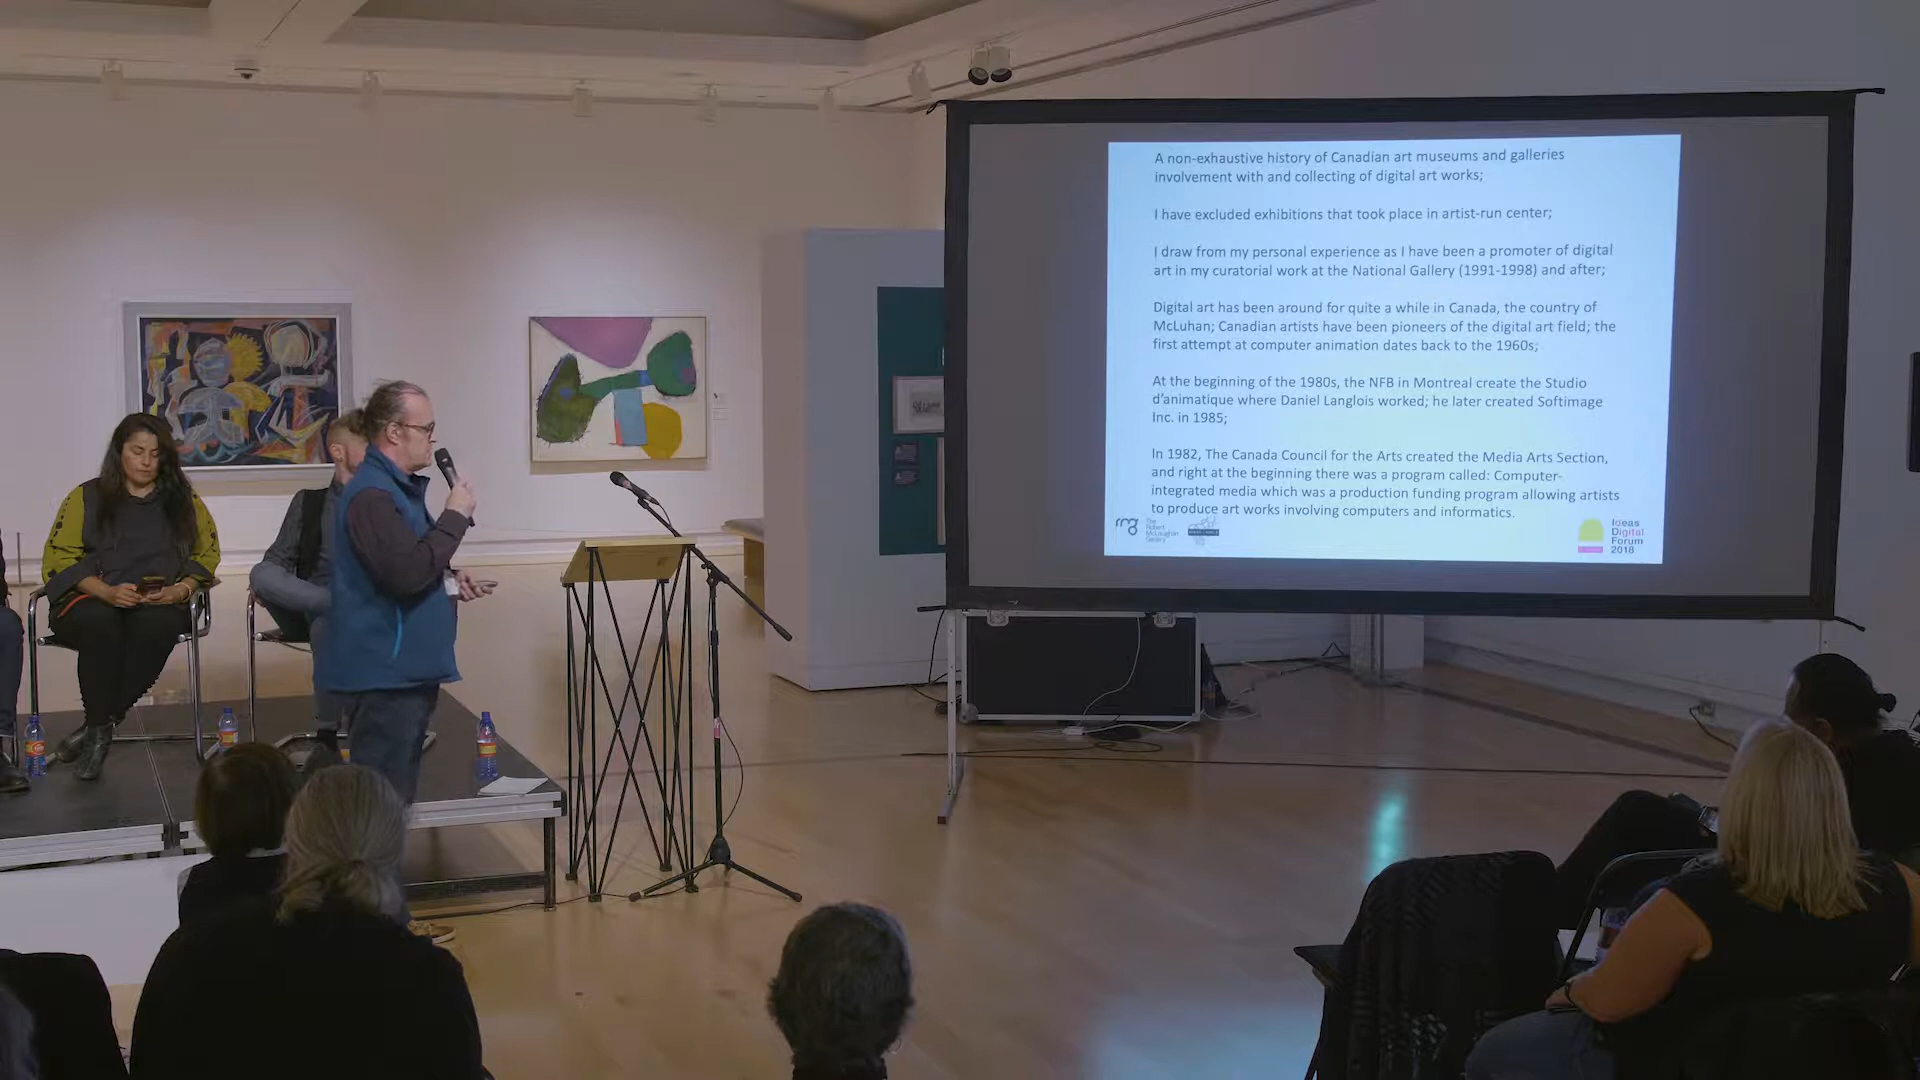 A non-exhaustive history of Canadian art museums and galleries
involvement with and collecting of digital art works;
I have excluded exhibitions that took place in artist-run center;
I draw from my personal experience as I have been a promoter of digital
art in my curatorial work at the National Gallery (1991-1998) and after;
Digital art has been around for quite a while in Canada, the country of
McLuhan; Canadian artists have been pioneers of the digital art field; the
first attempt at computer animation dates back to the 1960s;
At the beginning of the 1980s, the NFB in Montreal create the Studio
d'animatique where Daniel Langlois worked; he later created Softimage
Inc. in 1985;
In 1982, The Canada Council for the Arts created the Media Arts Section,
and right at the beginning there was a program called: Computer-
integrated media which was a production funding program allowing artists
to produce art works involving computers and informatics.
rmg
The
Robert
McLaughlin
Gallery
Ideas
Digital
Forum
2018